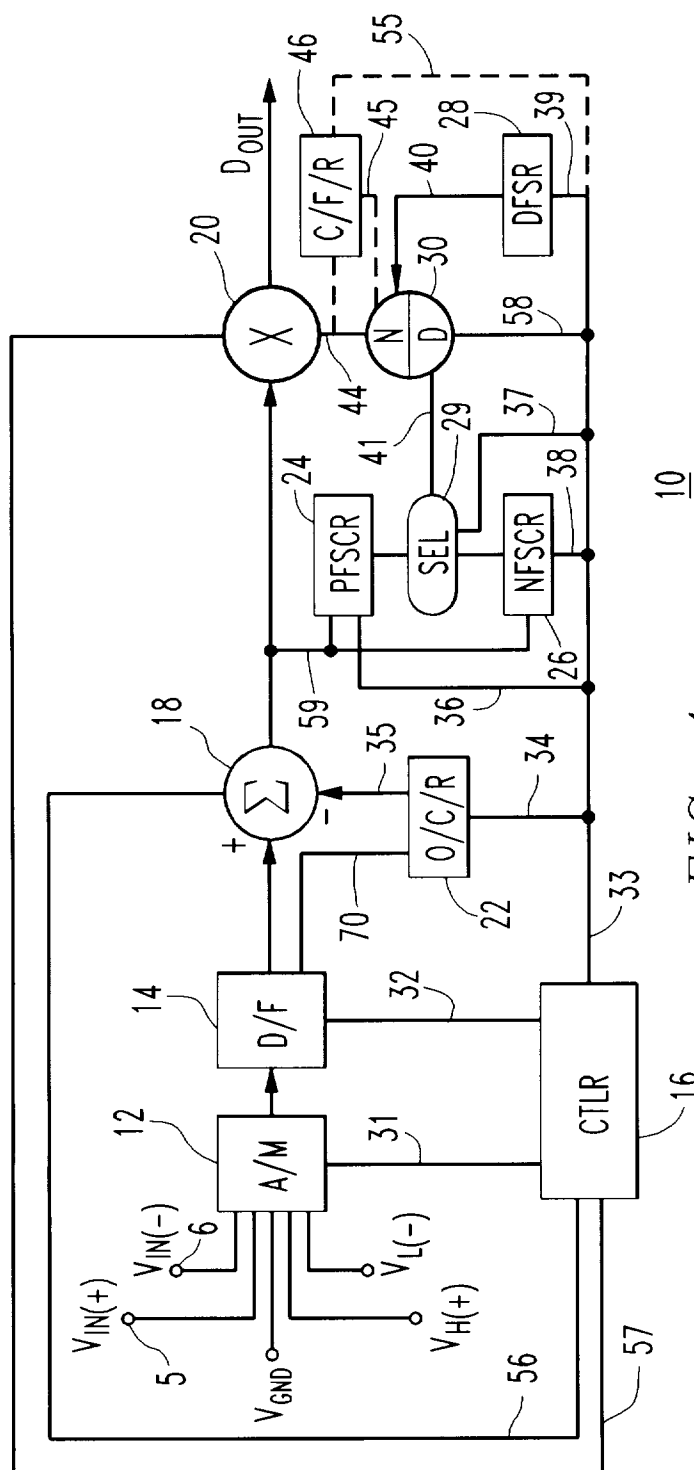 20
D_OUT
46
C/F/R
45
55
X
44
N
D
30
40
28
DFSR
39
58
41
29
37
24
PFSCR
SEL
NFSCR
38
26
59
36
18
+
Σ
-
35
O/C/R
22
34
70
33
14
D/F
32
12
A/M
31
CTLR
16
V_IN(-)
6
V_IN(+)
5
V_GND
V_H(+)
V_L(-)
56
57
10